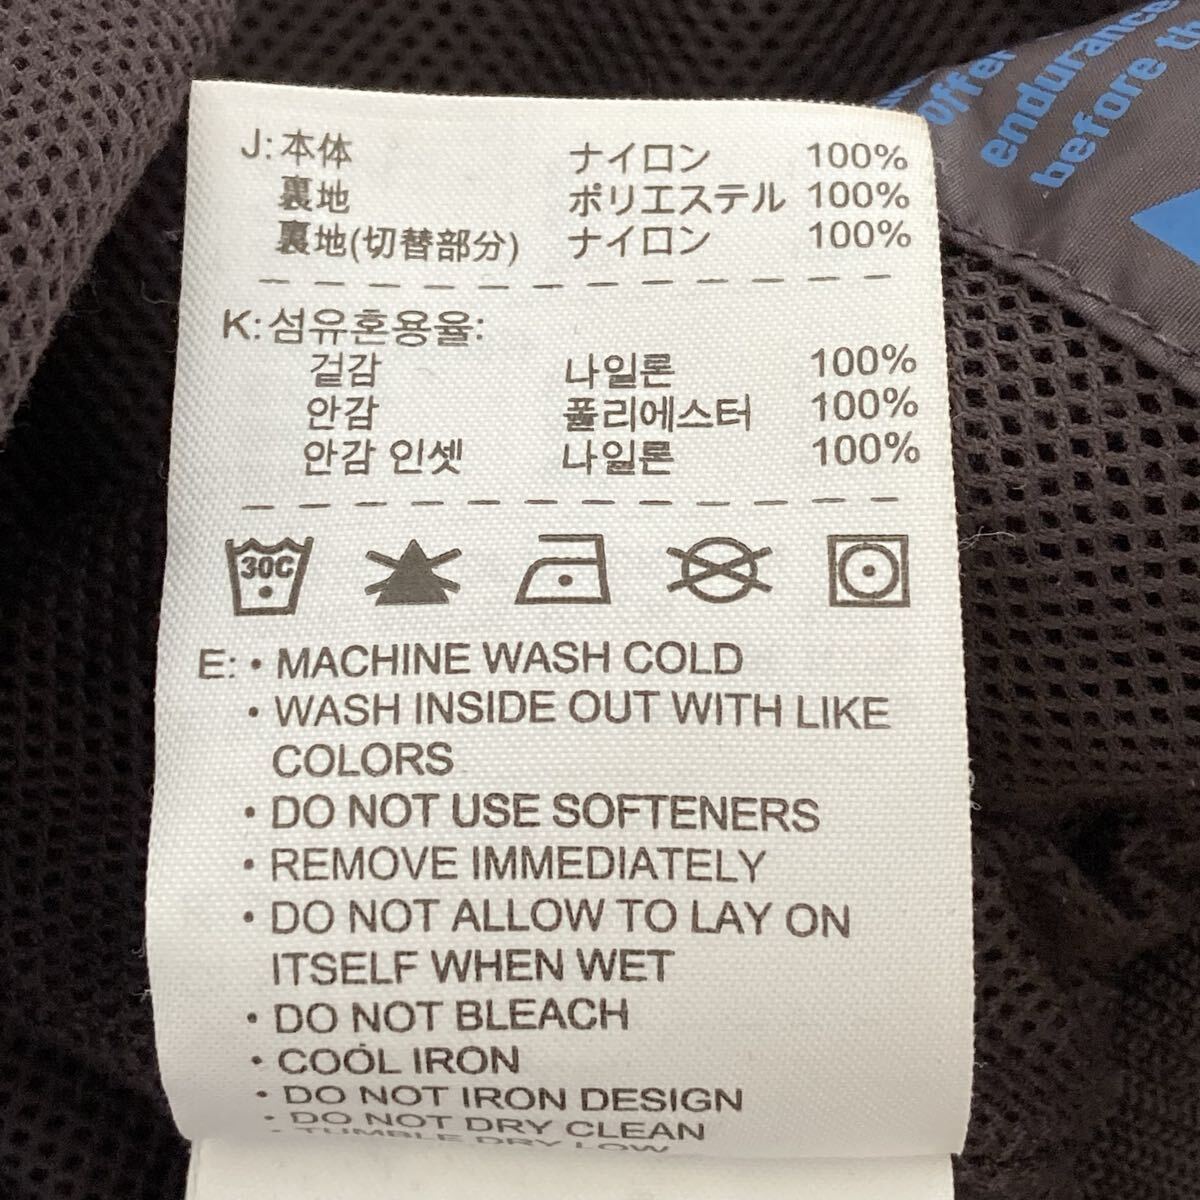 offer
endurance
before th
J: 本体 ナイロン 100%
裏地 ポリエステル 100%
裏地(切替部分) ナイロン 100%
K: 섬유혼용율:
겉감 나일론 100%
안감 폴리에스터 100%
안감 인셋 나일론 100%
30C
E: • MACHINE WASH COLD
• WASH INSIDE OUT WITH LIKE
COLORS
• DO NOT USE SOFTENERS
• REMOVE IMMEDIATELY
• DO NOT ALLOW TO LAY ON
ITSELF WHEN WET
• DO NOT BLEACH
• COOL IRON
• DO NOT IRON DESIGN
• DO NOT DRY CLEAN
• TUMBLE DRY LOW